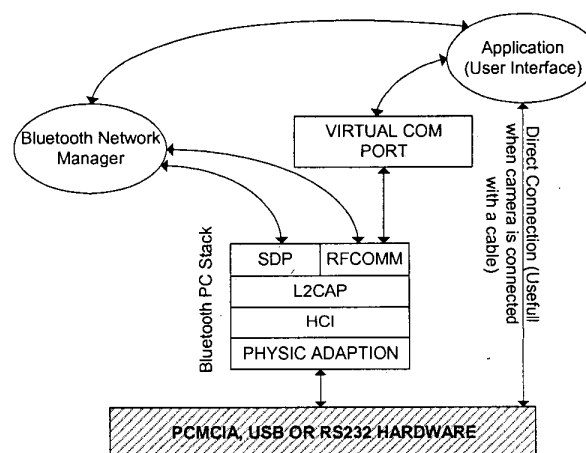 Application
(User Interface)
Bluetooth Network
Manager
VIRTUAL COM
PORT
Direct Connection (Usefull
when camera is connected
with a cable)
Bluetooth PC Stack
SDP
RFCOMM
L2CAP
HCI
PHYSIC ADAPTION
PCMCIA, USB OR RS232 HARDWARE